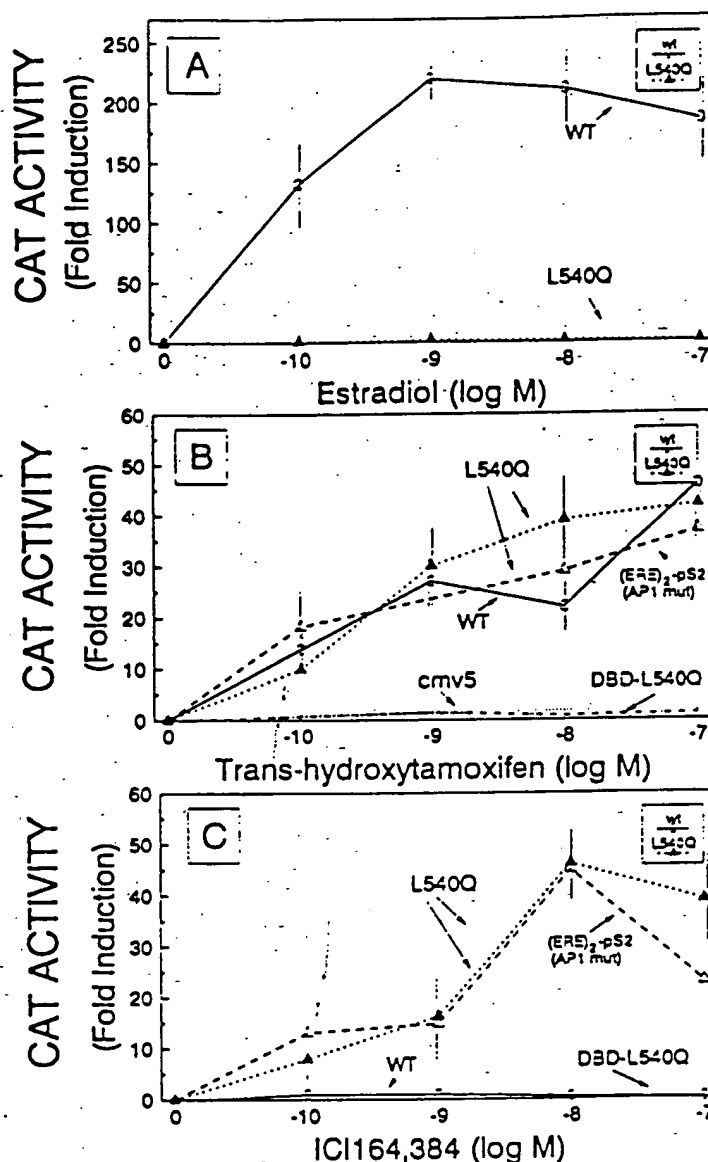 A
CAT ACTIVITY
(Fold Induction)
250
200
150
100
50
0
wt
L540Q
WT
L540Q
0 -10 -9 -8 -7
Estradiol (log M)
B
CAT ACTIVITY
(Fold Induction)
60
50
40
30
20
10
0
wt
L540Q
L540Q
(ERE)2-pS2
(AP1 mut)
WT
cmv5
DBD-L540Q
0 -10 -9 -8 -7
Trans-hydroxytamoxifen (log M)
C
CAT ACTIVITY
(Fold Induction)
60
50
40
30
20
10
0
wt
L540Q
L540Q
(ERE)2-pS2
(AP1 mut)
WT
DBD-L540Q
0 -10 -9 -8 -7
ICI164,384 (log M)